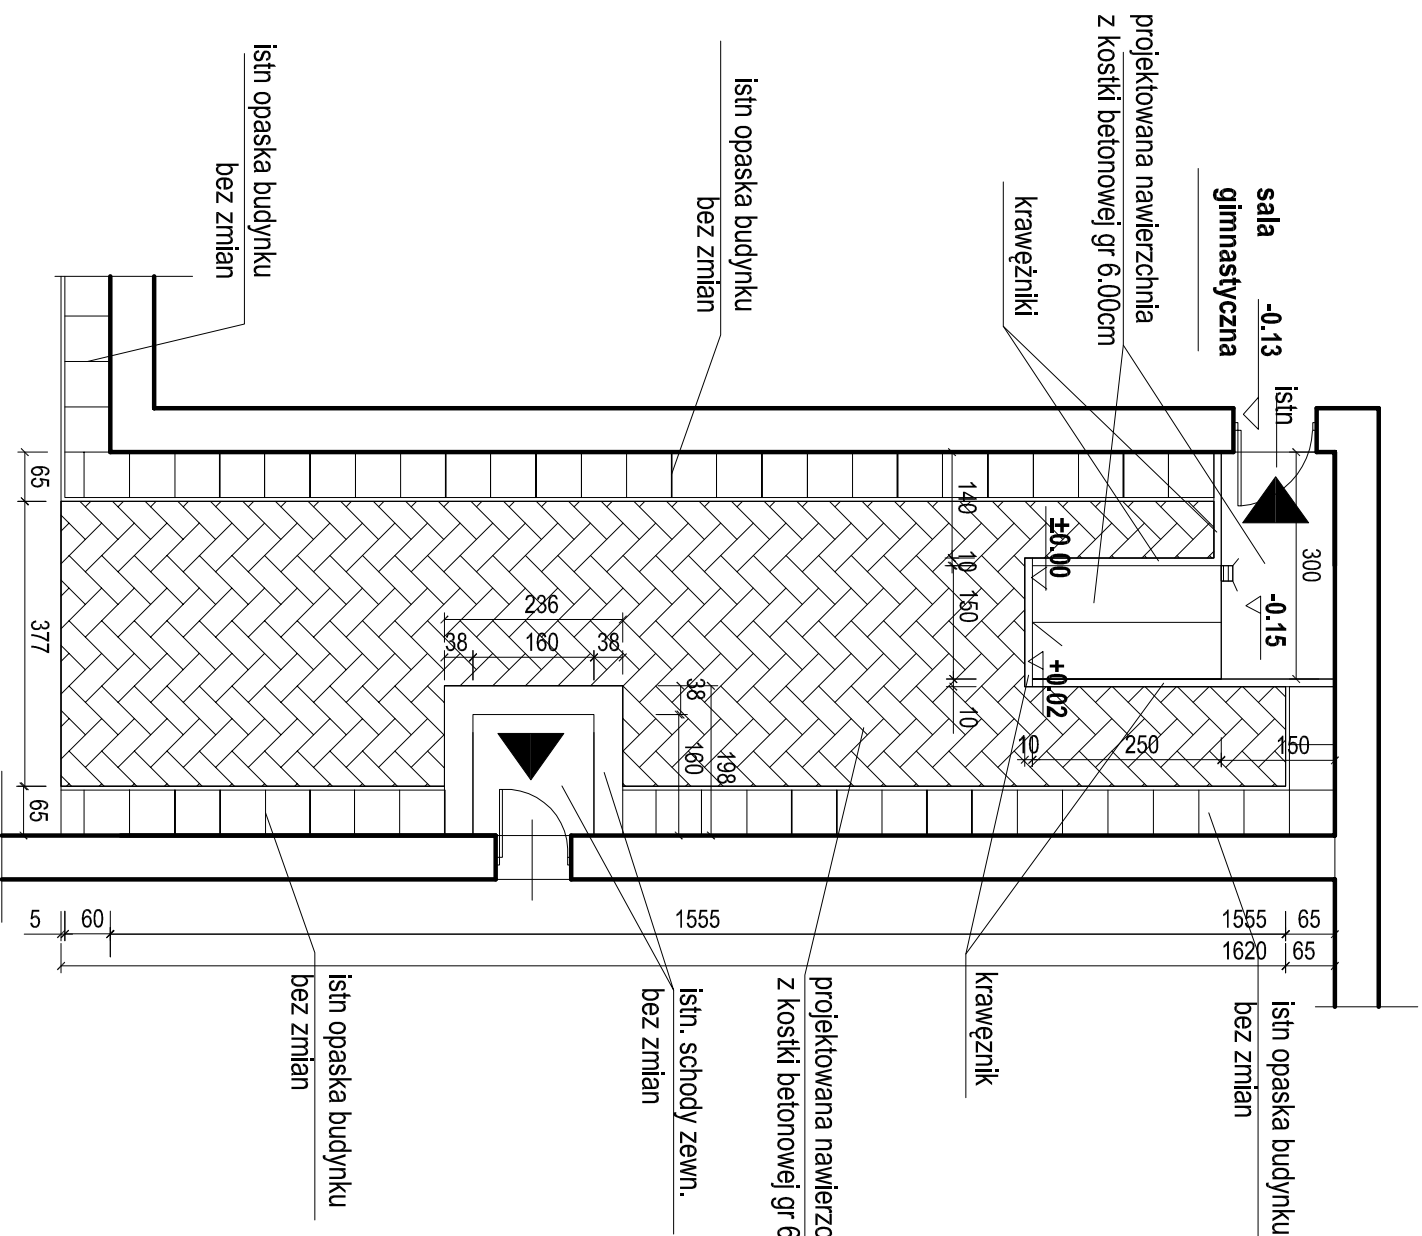 projektowana nawierzchnia
z kostki betonowej gr 6.00cm
sala
gimnastyczna
-0.13
istn
krawężniki
istn opaska budynku
bez zmian
istn opaska budynku
bez zmian
65
377
65
140
10
150
10
±0.00
+0.02
-0.15
300
236
38
160
38
38
160
198
10
250
150
5
60
1555
1555
65
1620
65
istn opaska budynku
bez zmian
krawęznik
projektowana nawierzc
z kostki betonowej gr 6
istn. schody zewn.
bez zmian
istn opaska budynku
bez zmian